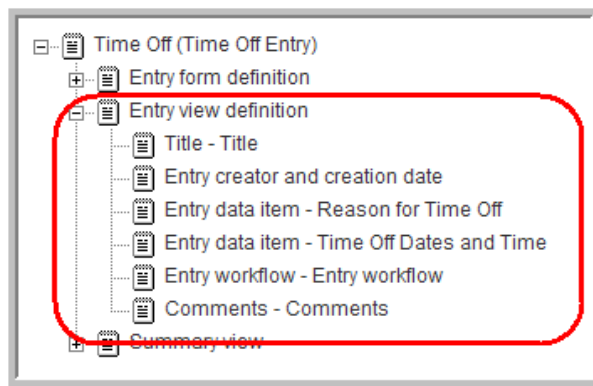 Time Off (Time Off Entry)
Entry form definition
Entry view definition
Title - Title
Entry creator and creation date
Entry data item - Reason for Time Off
Entry data item - Time Off Dates and Time
Entry workflow - Entry workflow
Comments - Comments
Summary view